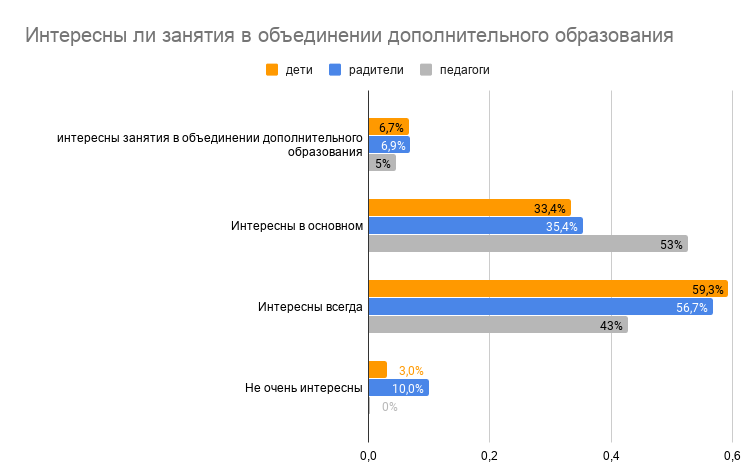 Интересны ли занятия в объединении дополнительного образования
дети радители педагоги
интересны занятия в объединении дополнительного
образования
6,7%
6,9%
5%
Интересны в основном
33,4%
35,4%
53%
Интересны всегда
59,3%
56,7%
43%
Не очень интересны
3,0%
10,0%
0%
0,0 0,2 0,4 0,6